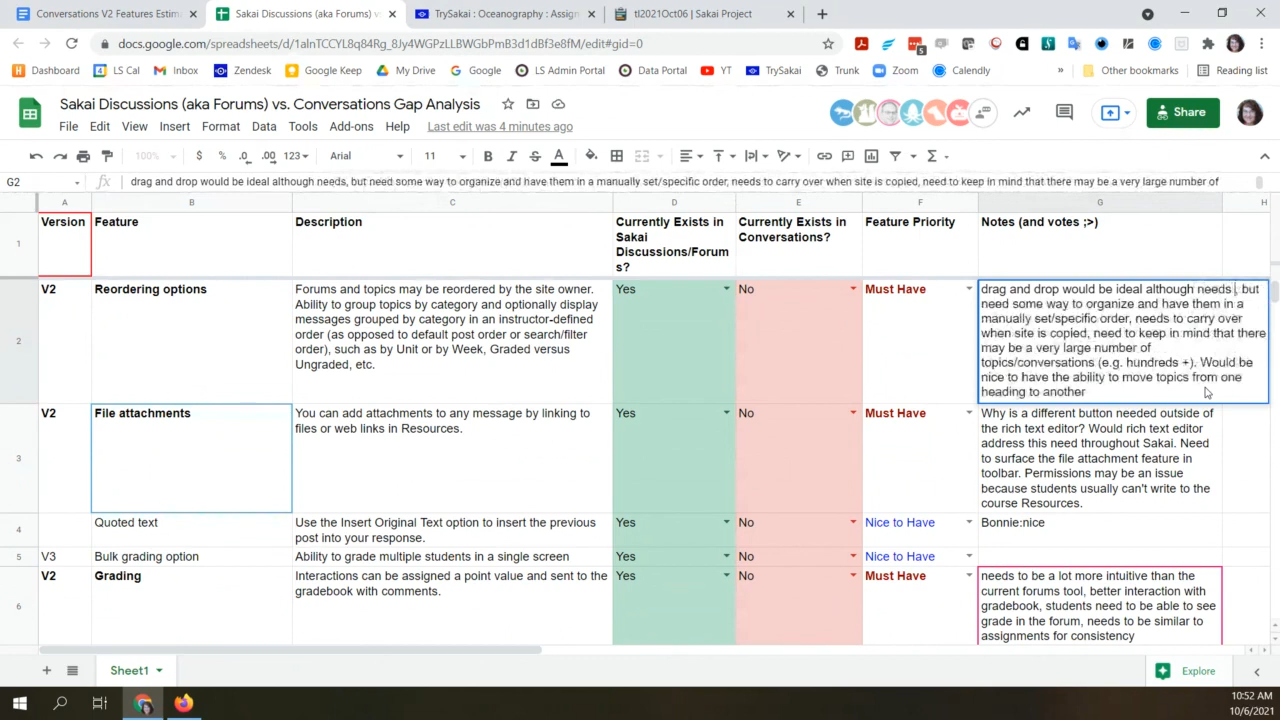 Conversations V2 Features Estim
Sakai Discussions (aka Forums) v
TrySakai : Oceanography : Assign
tl2021Oct06 | Sakai Project
docs.google.com/spreadsheets/d/1alnTCCYL8q84Rg_8Jy4WGPzLLBWGbPmB3d1dBf3e8fM/edit#gid=0
5
Dashboard
LS Cal
Inbox
Zendesk
Google Keep
My Drive
Google
LS Admin Portal
Data Portal
YT
TrySakai
Trunk
Zoom
Calendly
»
Other bookmarks
Reading list
Sakai Discussions (aka Forums) vs. Conversations Gap Analysis
Share
File Edit View Insert Format Data Tools Add-ons Help Last edit was 4 minutes ago
100% $ % .0 .00 123 Arial 11 B I S A
G2 fx drag and drop would be ideal although needs, but need some way to organize and have them in a manually set/specific order, needs to carry over when site is copied, need to keep in mind that there may be a very large number of
A B C D E F G H
1
Version
Feature
Description
Currently Exists in
Sakai
Discussions/Forum
s?
Currently Exists in
Conversations?
Feature Priority
Notes (and votes ;>)
2
V2
Reordering options
Forums and topics may be reordered by the site owner.
Ability to group topics by category and optionally display
messages grouped by category in an instructor-defined
order (as opposed to default post order or search/filter
order), such as by Unit or by Week, Graded versus
Ungraded, etc.
Yes
No
Must Have
drag and drop would be ideal although needs , but
need some way to organize and have them in a
manually set/specific order, needs to carry over
when site is copied, need to keep in mind that there
may be a very large number of
topics/conversations (e.g. hundreds +). Would be
nice to have the ability to move topics from one
heading to another
3
V2
File attachments
You can add attachments to any message by linking to
files or web links in Resources.
Yes
No
Must Have
Why is a different button needed outside of
the rich text editor? Would rich text editor
address this need throughout Sakai. Need
to surface the file attachment feature in
toolbar. Permissions may be an issue
because students usually can't write to the
course Resources.
4
Quoted text
Use the Insert Original Text option to insert the previous
post into your response.
Yes
No
Nice to Have
Bonnie:nice
5
V3
Bulk grading option
Ability to grade multiple students in a single screen
Yes
No
Nice to Have
6
V2
Grading
Interactions can be assigned a point value and sent to the
gradebook with comments.
Yes
No
Must Have
needs to be a lot more intuitive than the
current forums tool, better interaction with
gradebook, students need to be able to see
grade in the forum, needs to be similar to
assignments for consistency
Sheet1
Explore
10:52 AM
10/6/2021